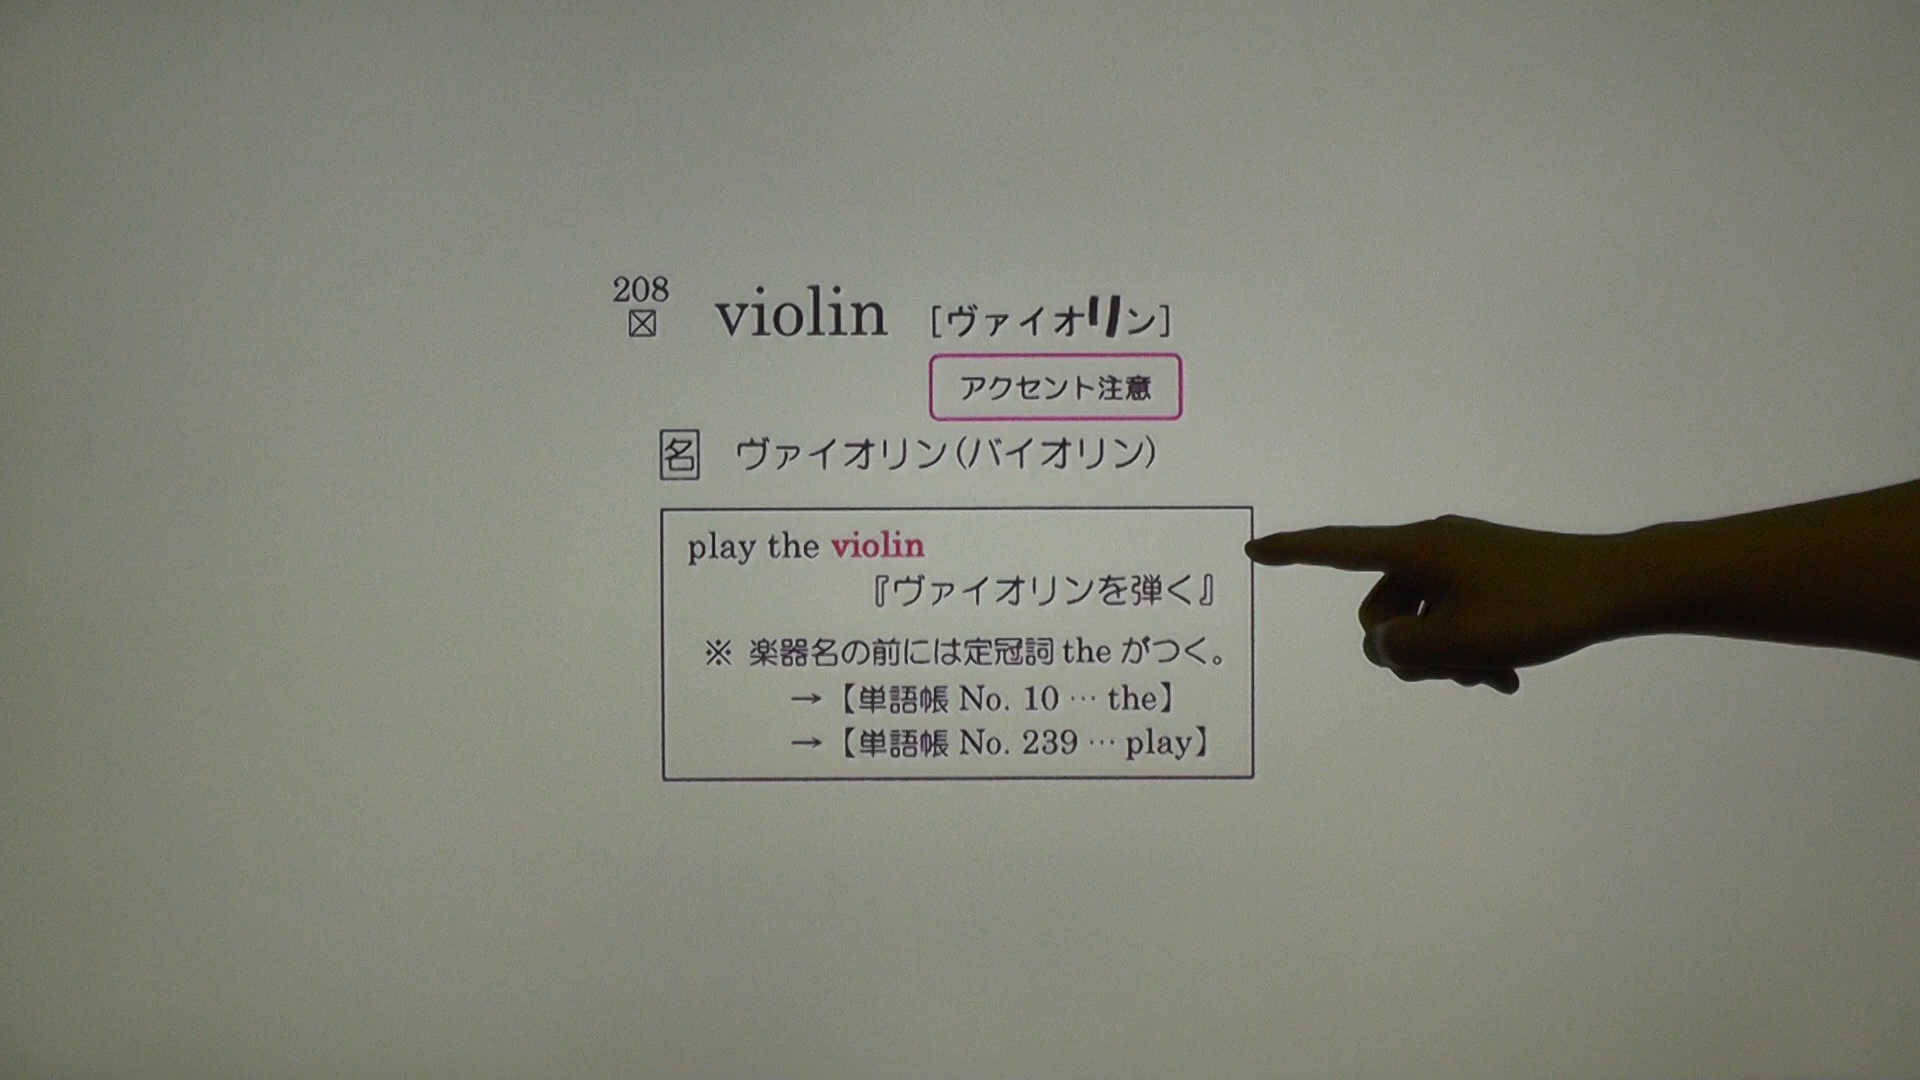 208
violin [ヴァイオリン]
アクセント注意
名 ヴァイオリン(バイオリン)
play the violin
『ヴァイオリンを弾く』
※ 楽器名の前には定冠詞 the がつく。
→【単語帳 No. 10 … the】
→【単語帳 No. 239 … play】